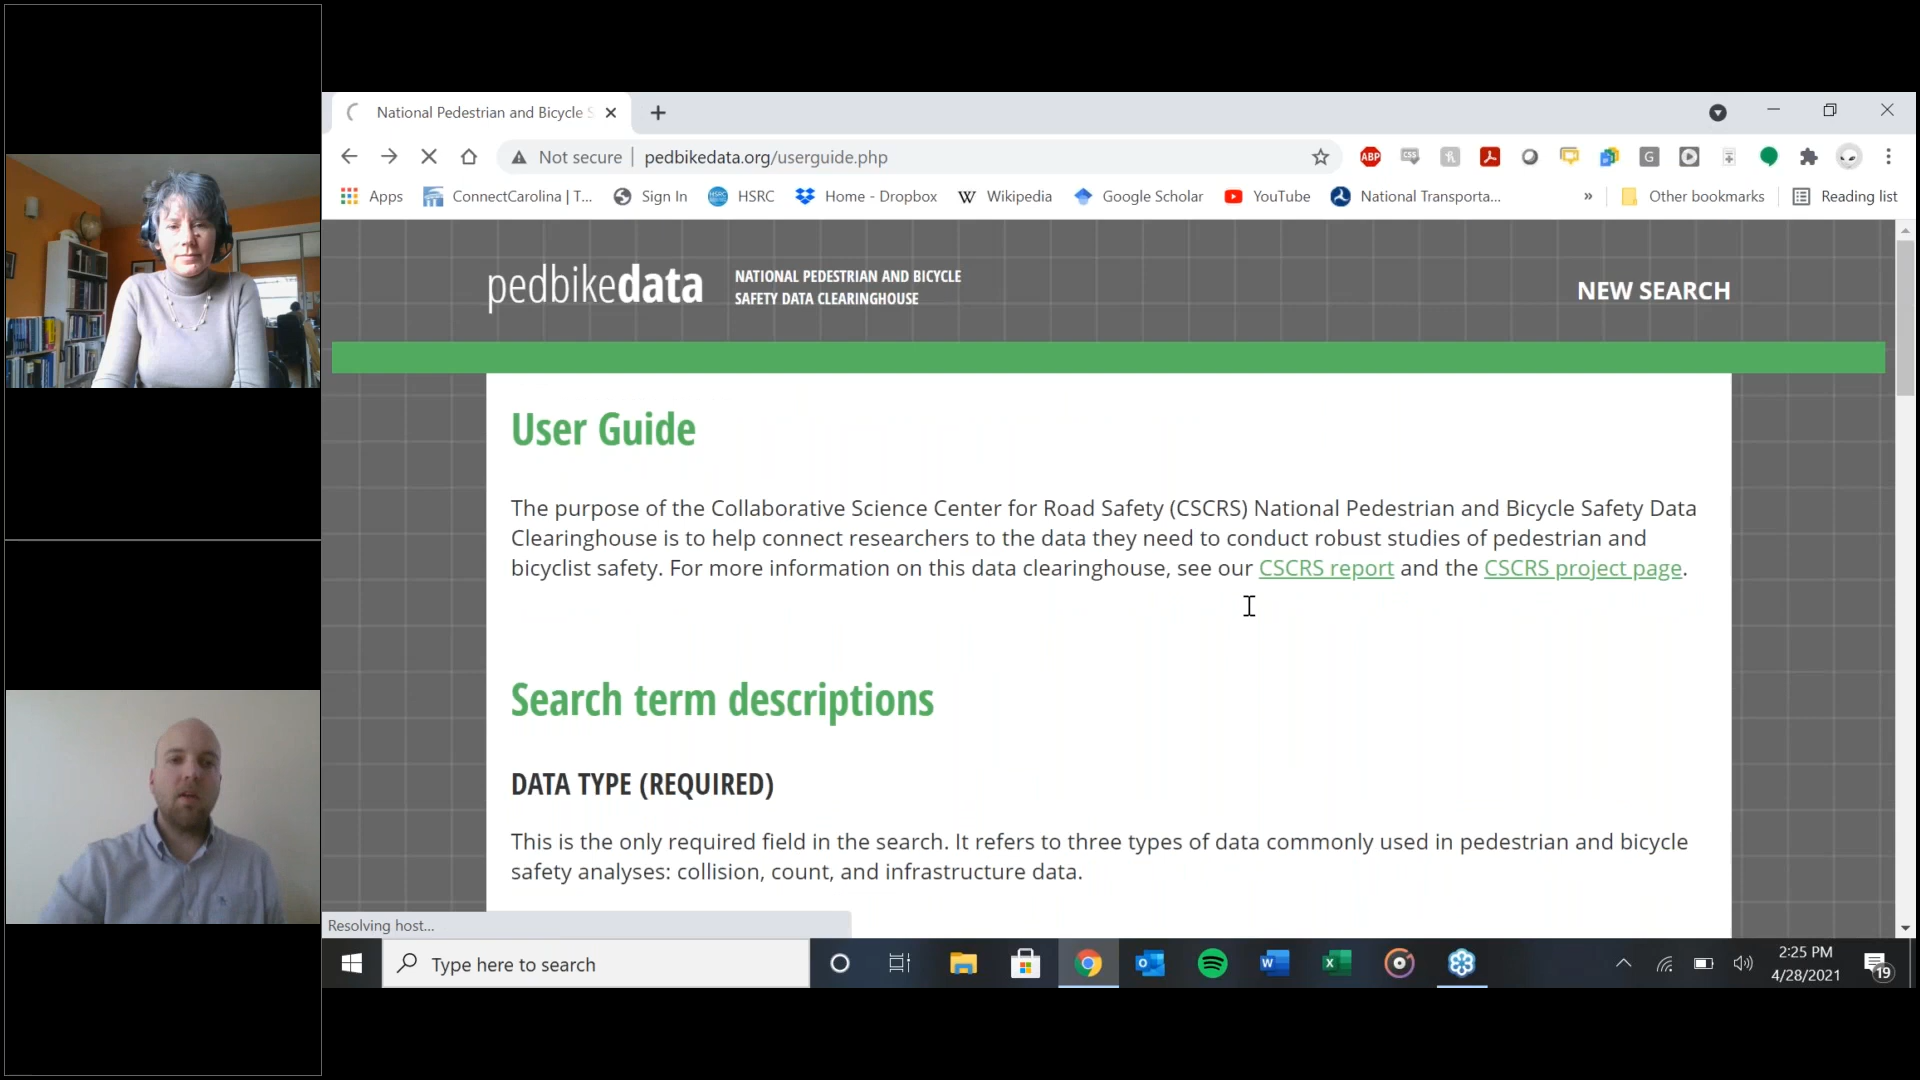 National Pedestrian and Bicycle S
Not secure
pedbikedata.org/userguide.php
ABP
CSS
G
Apps
ConnectCarolina | T...
Sign In
HSRC
Home - Dropbox
W Wikipedia
Google Scholar
YouTube
National Transporta...
»
Other bookmarks
Reading list
pedbikedata
NATIONAL PEDESTRIAN AND BICYCLE
SAFETY DATA CLEARINGHOUSE
NEW SEARCH
User Guide
The purpose of the Collaborative Science Center for Road Safety (CSCRS) National Pedestrian and Bicycle Safety Data
Clearinghouse is to help connect researchers to the data they need to conduct robust studies of pedestrian and
bicyclist safety. For more information on this data clearinghouse, see our CSCRS report and the CSCRS project page.
Search term descriptions
DATA TYPE (REQUIRED)
This is the only required field in the search. It refers to three types of data commonly used in pedestrian and bicycle
safety analyses: collision, count, and infrastructure data.
Resolving host...
Type here to search
2:25 PM
4/28/2021
19